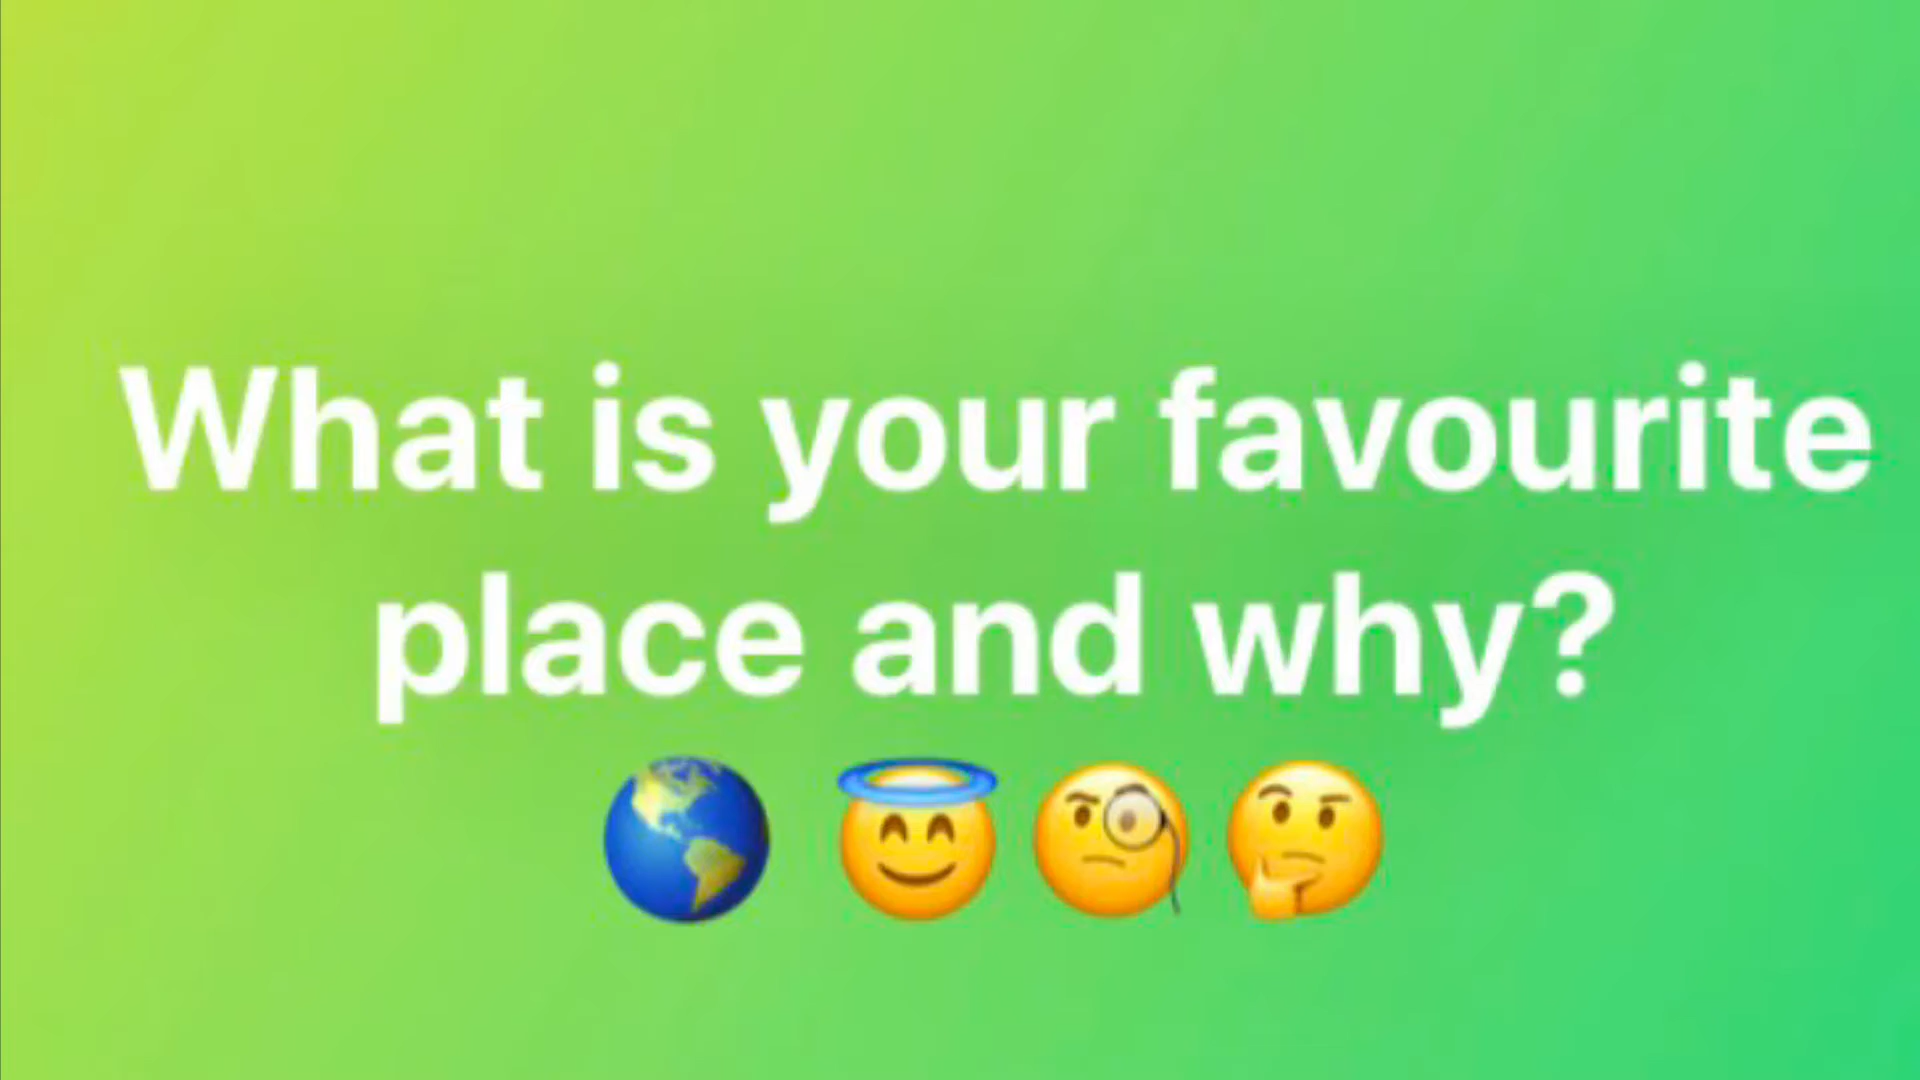 What is your favourite
place and why?
🌎 😇 🧐 🤔